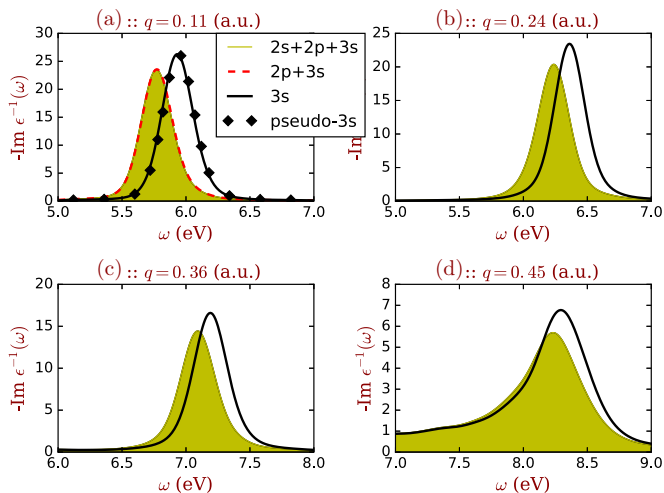 (a) :: q=0.11 (a.u.)
-Im ϵ⁻¹(ω)
30
25
20
15
10
5
0
5.0 5.5 6.0 6.5 7.0
ω (eV)
2s+2p+3s
2p+3s
3s
pseudo-3s
(b) :: q=0.24 (a.u.)
-Im ϵ⁻¹(ω)
25
20
15
10
5
0
5.0 5.5 6.0 6.5 7.0
ω (eV)
(c) :: q=0.36 (a.u.)
-Im ϵ⁻¹(ω)
20
15
10
5
0
6.0 6.5 7.0 7.5 8.0
ω (eV)
(d) :: q=0.45 (a.u.)
-Im ϵ⁻¹(ω)
8
7
6
5
4
3
2
1
0
7.0 7.5 8.0 8.5 9.0
ω (eV)